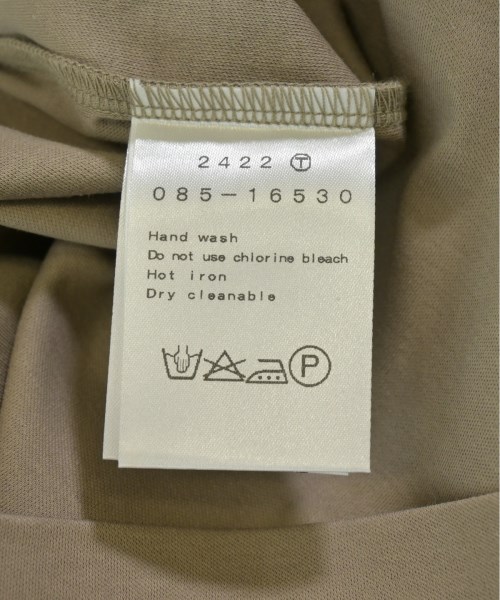 2422 Ⓣ
085-16530
Hand wash
Do not use chlorine bleach
Hot iron
Dry cleanable
P